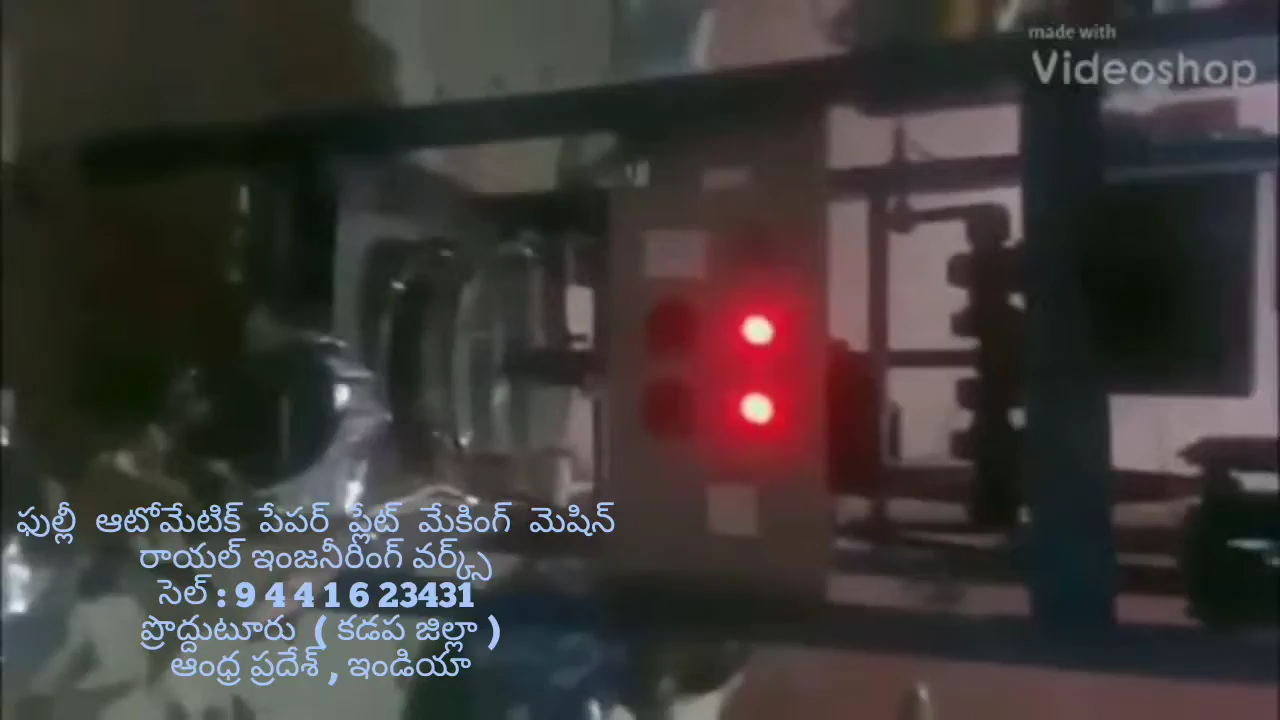 made with
Videoshop
ఫుల్లీ ఆటోమేటిక్ పేపర్ ప్లేట్ మేకింగ్ మెషిన్
రాయల్ ఇంజనీరింగ్ వర్క్స్
సెల్ : 9 4 4 1 6 23431
ప్రొద్దుటూరు ( కడప జిల్లా )
ఆంధ్ర ప్రదేశ్ , ఇండియా